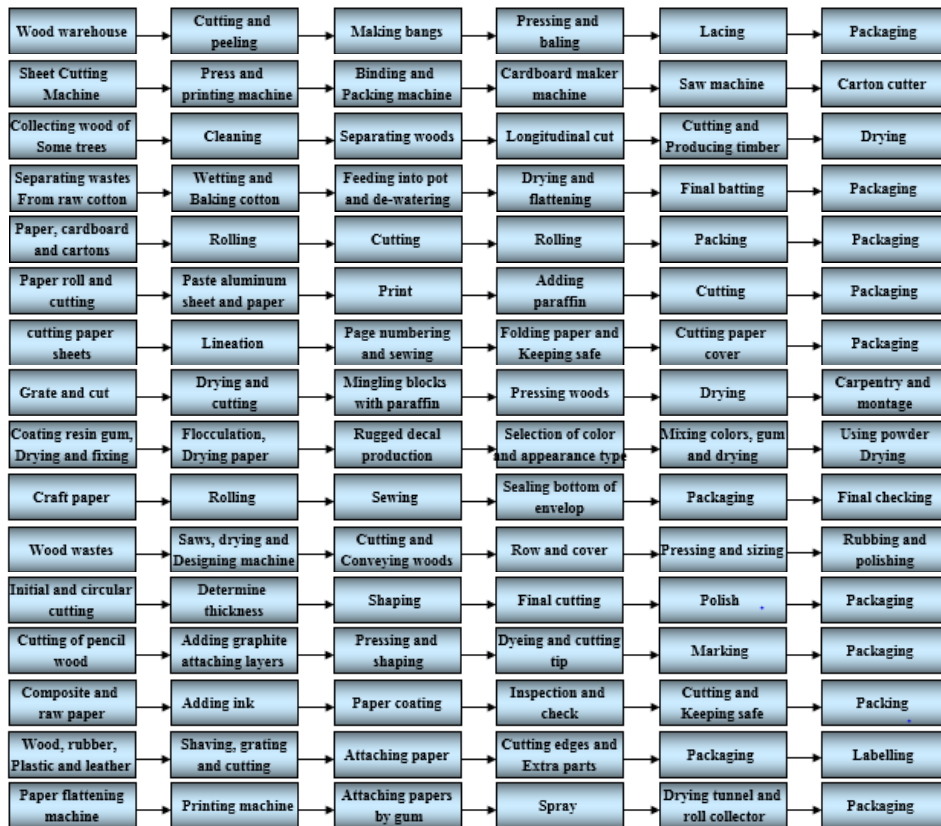 Wood warehouse
Cutting and
peeling
Making bangs
Pressing and
baling
Lacing
Packaging
Sheet Cutting
Machine
Press and
printing machine
Binding and
Packing machine
Cardboard maker
machine
Saw machine
Carton cutter
Collecting wood of
Some trees
Cleaning
Separating woods
Longitudinal cut
Cutting and
Producing timber
Drying
Separating wastes
From raw cotton
Wetting and
Baking cotton
Feeding into pot
and de-watering
Drying and
flattening
Final batting
Packaging
Paper, cardboard
and cartons
Rolling
Cutting
Rolling
Packing
Packaging
Paper roll and
cutting
Paste aluminum
sheet and paper
Print
Adding
paraffin
Cutting
Packaging
cutting paper
sheets
Lineation
Page numbering
and sewing
Folding paper and
Keeping safe
Cutting paper
cover
Packaging
Grate and cut
Drying and
cutting
Mingling blocks
with paraffin
Pressing woods
Drying
Carpentry and
montage
Coating resin gum,
Drying and fixing
Flocculation,
Drying paper
Rugged decal
production
Selection of color
and appearance type
Mixing colors, gum
and drying
Using powder
Drying
Craft paper
Rolling
Sewing
Sealing bottom of
envelop
Packaging
Final checking
Wood wastes
Saws, drying and
Designing machine
Cutting and
Conveying woods
Row and cover
Pressing and sizing
Rubbing and
polishing
Initial and circular
cutting
Determine
thickness
Shaping
Final cutting
Polish
Packaging
Cutting of pencil
wood
Adding graphite
attaching layers
Pressing and
shaping
Dyeing and cutting
tip
Marking
Packaging
Composite and
raw paper
Adding ink
Paper coating
Inspection and
check
Cutting and
Keeping safe
Packing
Wood, rubber,
Plastic and leather
Shaving, grating
and cutting
Attaching paper
Cutting edges and
Extra parts
Packaging
Labelling
Paper flattening
machine
Printing machine
Attaching papers
by gum
Spray
Drying tunnel and
roll collector
Packaging